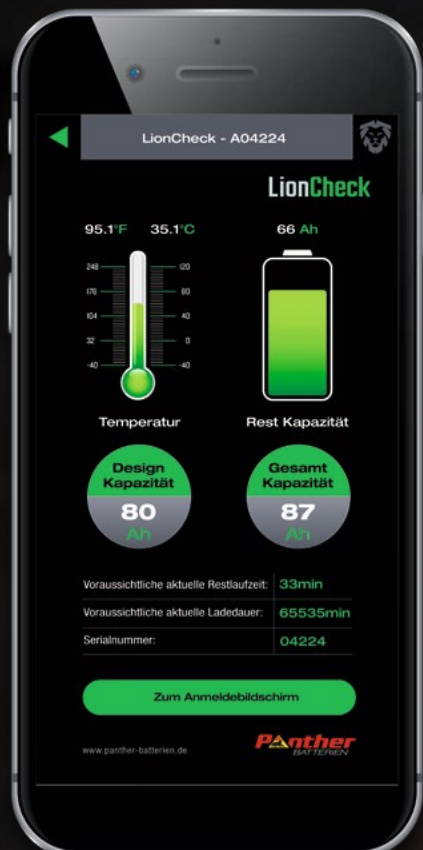 LionCheck - A04224
LionCheck
95.1°F 35.1°C
66 Ah
248 120
176 80
104 40
32 0
-40 -40
Temperatur
Rest Kapazität
Design
Kapazität
80
Ah
Gesamt
Kapazität
87
Ah
Voraussichtliche aktuelle Restlaufzeit: 33min
Voraussichtliche aktuelle Ladedauer: 65535min
Serialnummer: 04224
Zum Anmeldebildschirm
www.panther-batterien.de
Panther
BATTERIEN